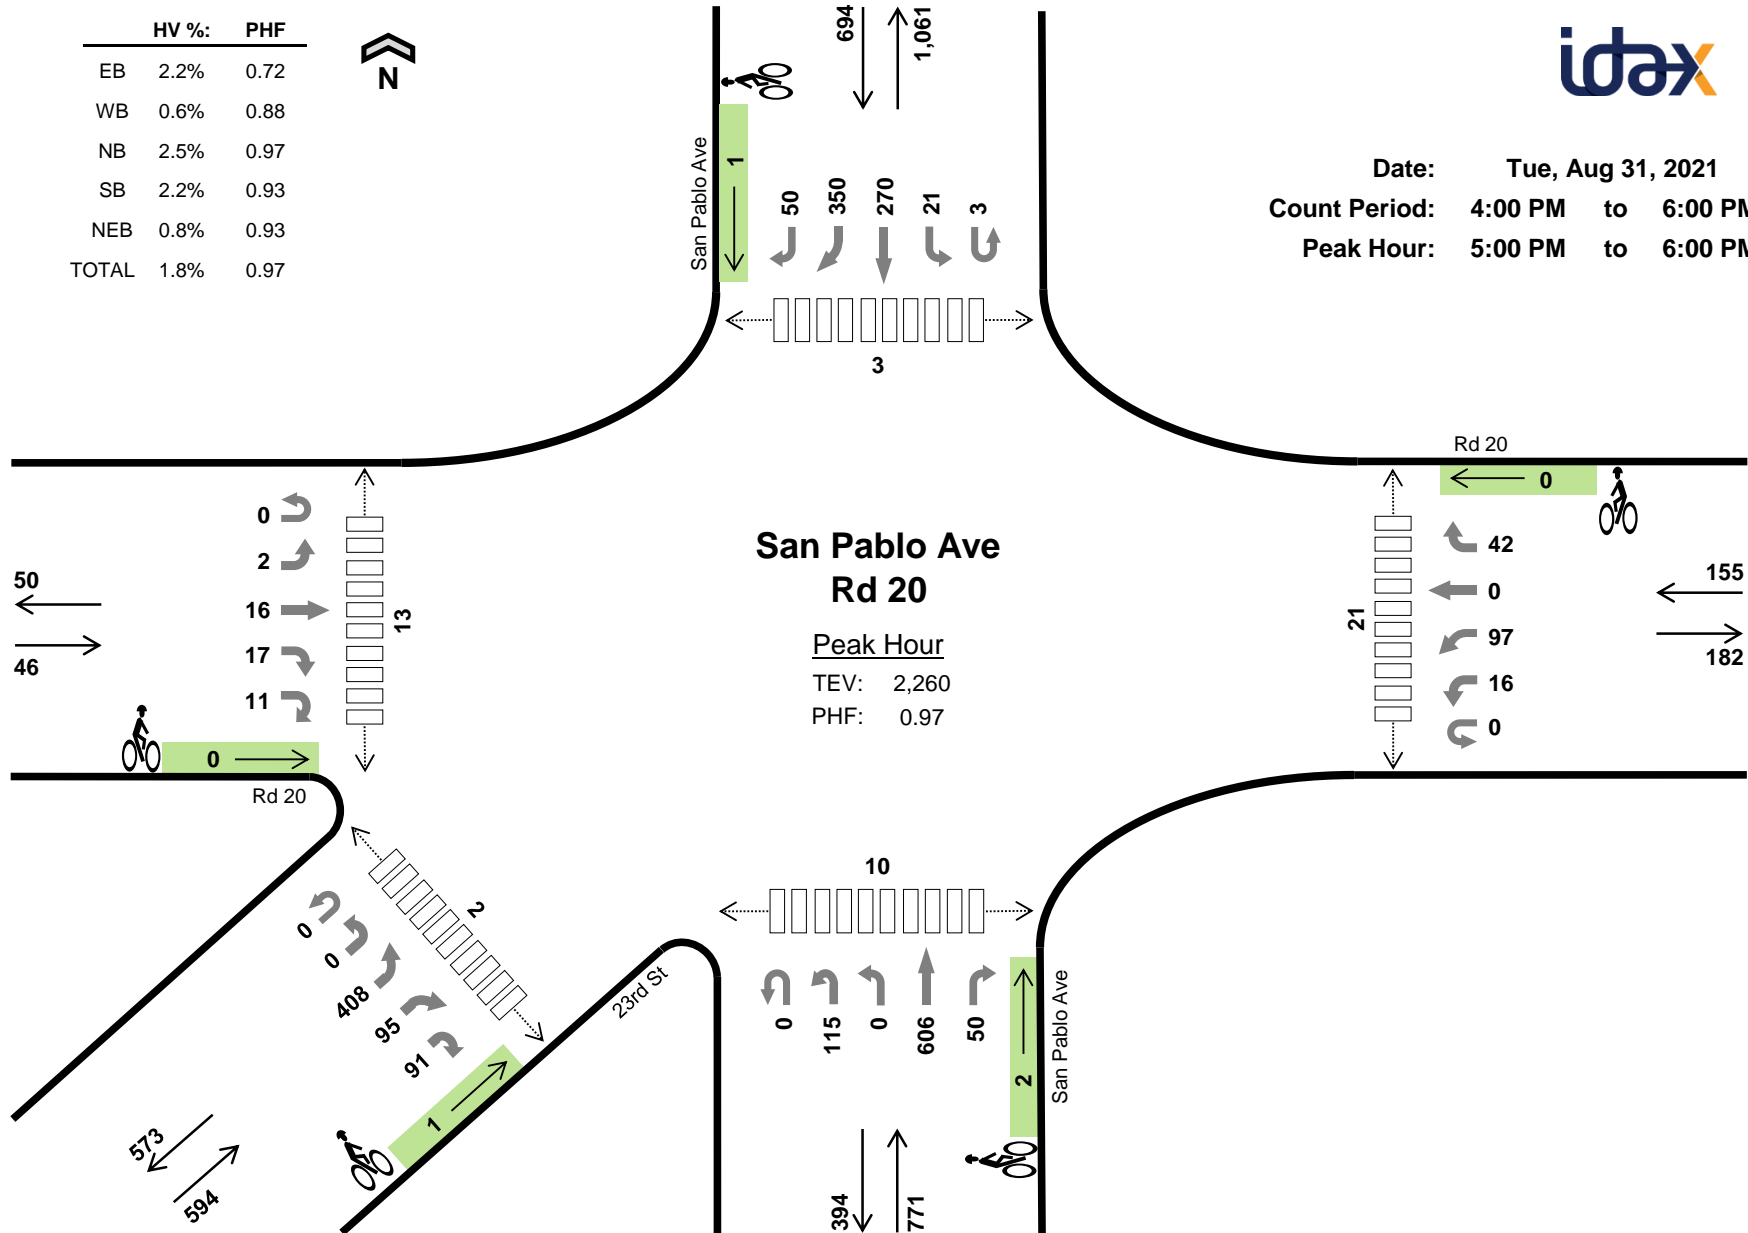 HV %: PHF
EB 2.2% 0.72
WB 0.6% 0.88
NB 2.5% 0.97
SB 2.2% 0.93
NEB 0.8% 0.93
TOTAL 1.8% 0.97
N
694
1,061
idax
Date: Tue, Aug 31, 2021
Count Period: 4:00 PM to 6:00 PM
Peak Hour: 5:00 PM to 6:00 PM
San Pablo Ave
1
50 350 270 21 3
3
Rd 20
0
0
2
16
17
11
13
50
46
0
Rd 20
San Pablo Ave
Rd 20
Peak Hour
TEV: 2,260
PHF: 0.97
21
42
0
97
16
0
155
182
2
0
0
408
95
91
1
23rd St
573
594
10
0 115 0 606 50
2
San Pablo Ave
394
771